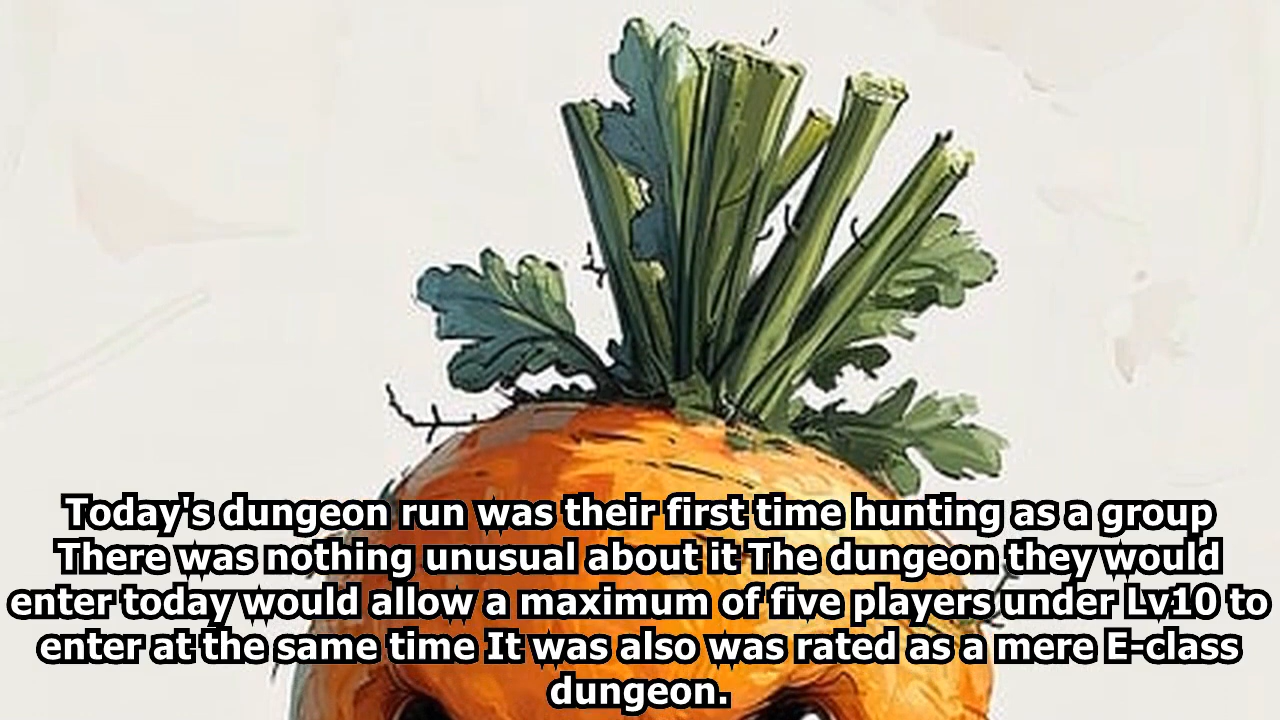 Today's dungeon run was their first time hunting as a group
There was nothing unusual about it The dungeon they would
enter today would allow a maximum of five players under Lv10 to
enter at the same time It was also was rated as a mere E-class
dungeon.